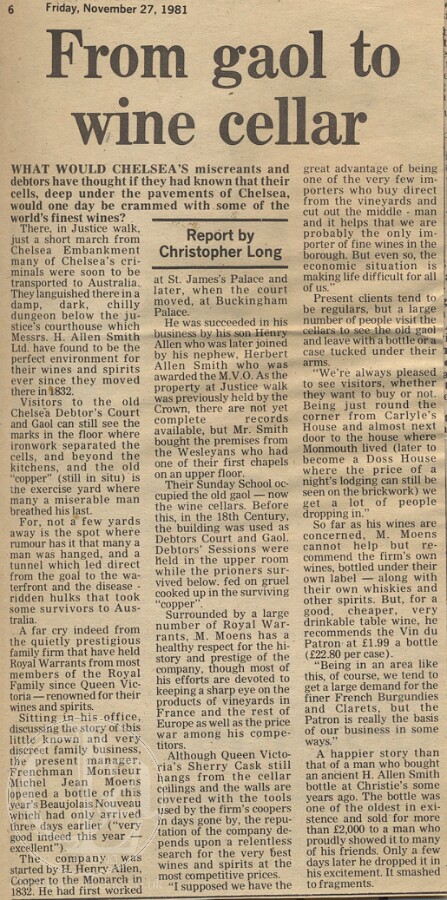 6
Friday, November 27, 1981
From gaol to
wine cellar
WHAT WOULD CHELSEA'S miscreants and
debtors have thought if they had known that their
cells, deep under the pavements of Chelsea,
would one day be crammed with some of the
world's finest wines?
There, in Justice walk,
just a short march from
Chelsea Embankment
many of Chelsea's cri-
minals were soon to be
transported to Australia.
They languished there in a
damp, dark, chilly
dungeon below the ju-
stice's courthouse which
Messrs. H. Allen Smith
Ltd. have found to be the
perfect environment for
their wines and spirits
ever since they moved
there in 1832.
Visitors to the old
Chelsea Debtor's Court
and Gaol can still see the
marks in the floor where
ironwork separated the
cells, and beyond the
kitchens, and the old
"copper" (still in situ) is
the exercise yard where
many a miserable man
breathed his last.
For, not a few yards
away is the spot where
rumour has it that many a
man was hanged, and a
tunnel which led direct
from the goal to the wa-
terfront and the disease -
ridden hulks that took
some survivors to Aus-
tralia.
A far cry indeed from
the quietly prestigious
family firm that have held
Royal Warrants from most
members of the Royal
Family since Queen Vic-
toria — renowned for their
wines and spirits.
Sitting in his office,
discussing the story of this
little known and very
discreet family business,
the present manager,
Frenchman Monsieur
Michel Jean Moens
opened a bottle of this
year's Beaujolais Nouveau
which had only arrived
three days earlier ("very
good indeed this year —
excellent").
The company was
started by H. Henry Allen,
Cooper to the Monarch in
1832. He had first worked
Report by
Christopher Long
at St. James's Palace and
later, when the court
moved, at Buckingham
Palace.
He was succeeded in his
business by his son Henry
Allen who was later joined
by his nephew, Herbert
Allen Smith who was
awarded the M.V.O. As the
property at Justice walk
was previously held by the
Crown, there are not yet
complete records
available, but Mr. Smith
bought the premises from
the Wesleyans who had
one of their first chapels
on an upper floor.
Their Sunday School oc-
cupied the old gaol — now
the wine cellars. Before
this, in the 18th Century,
the building was used as
Debtors Court and Gaol.
Debtors' Sessions were
held in the upper room
while the prioners sur-
vived below. fed on gruel
cooked up in the surviving
"copper".
Surrounded by a large
number of Royal War-
rants, M. Moens has a
healthy respect for the hi-
story and prestige of the
company, though most of
his efforts are devoted to
keeping a sharp eye on the
products of vineyards in
France and the rest of
Europe as well as the price
war among his compe-
titors.
Although Queen Victo-
ria's Sherry Cask still
hangs from the cellar
ceilings and the walls are
covered with the tools
used by the firm's coopers
in days gone by, the repu-
tation of the company de-
pends upon a relentless
search for the very best
wines and spirits at the
most competitive prices.
"I supposed we have the
great advantage of being
one of the very few im-
porters who buy direct
from the vineyards and
cut out the middle - man
and it helps that we are
probably the only im-
porter of fine wines in the
borough. But even so, the
economic situation is
making life difficult for all
of us."
Present clients tend to
be regulars, but a large
number of people visit the
cellars to see the old gaol
and leave with a bottle or a
case tucked under their
arms.
"We're always pleased
to see visitors, whether
they want to buy or not.
Being just round the
corner from Carlyle's
House and almost next
door to the house where
Monmouth lived (later to
become a Doss House
where the price of a
night's lodging can still be
seen on the brickwork) we
get a lot of people
dropping in."
So far as his wines are
concerned, M. Moens
cannot help but re-
commend the firm's own
wines, bottled under their
own label — along with
their own whiskies and
other spirits. But, for a
good, cheaper, very
drinkable table wine, he
recommends the Vin du
Patron at £1.99 a bottle
(£22.80 per case).
"Being in an area like
this, of course, we tend to
get a large demand for the
finer French Burgundies
and Clarets, but the
Patron is really the basis
of our business in some
ways."
A happier story than
that of a man who bought
an ancient H. Allen Smith
bottle at Christie's some
years ago. The bottle was
one of the oldest in exi-
stence and sold for more
than £2,000 to a man who
proudly showed it to many
of his friends. Only a few
days later he dropped it in
his excitement. It smashed
to fragments.